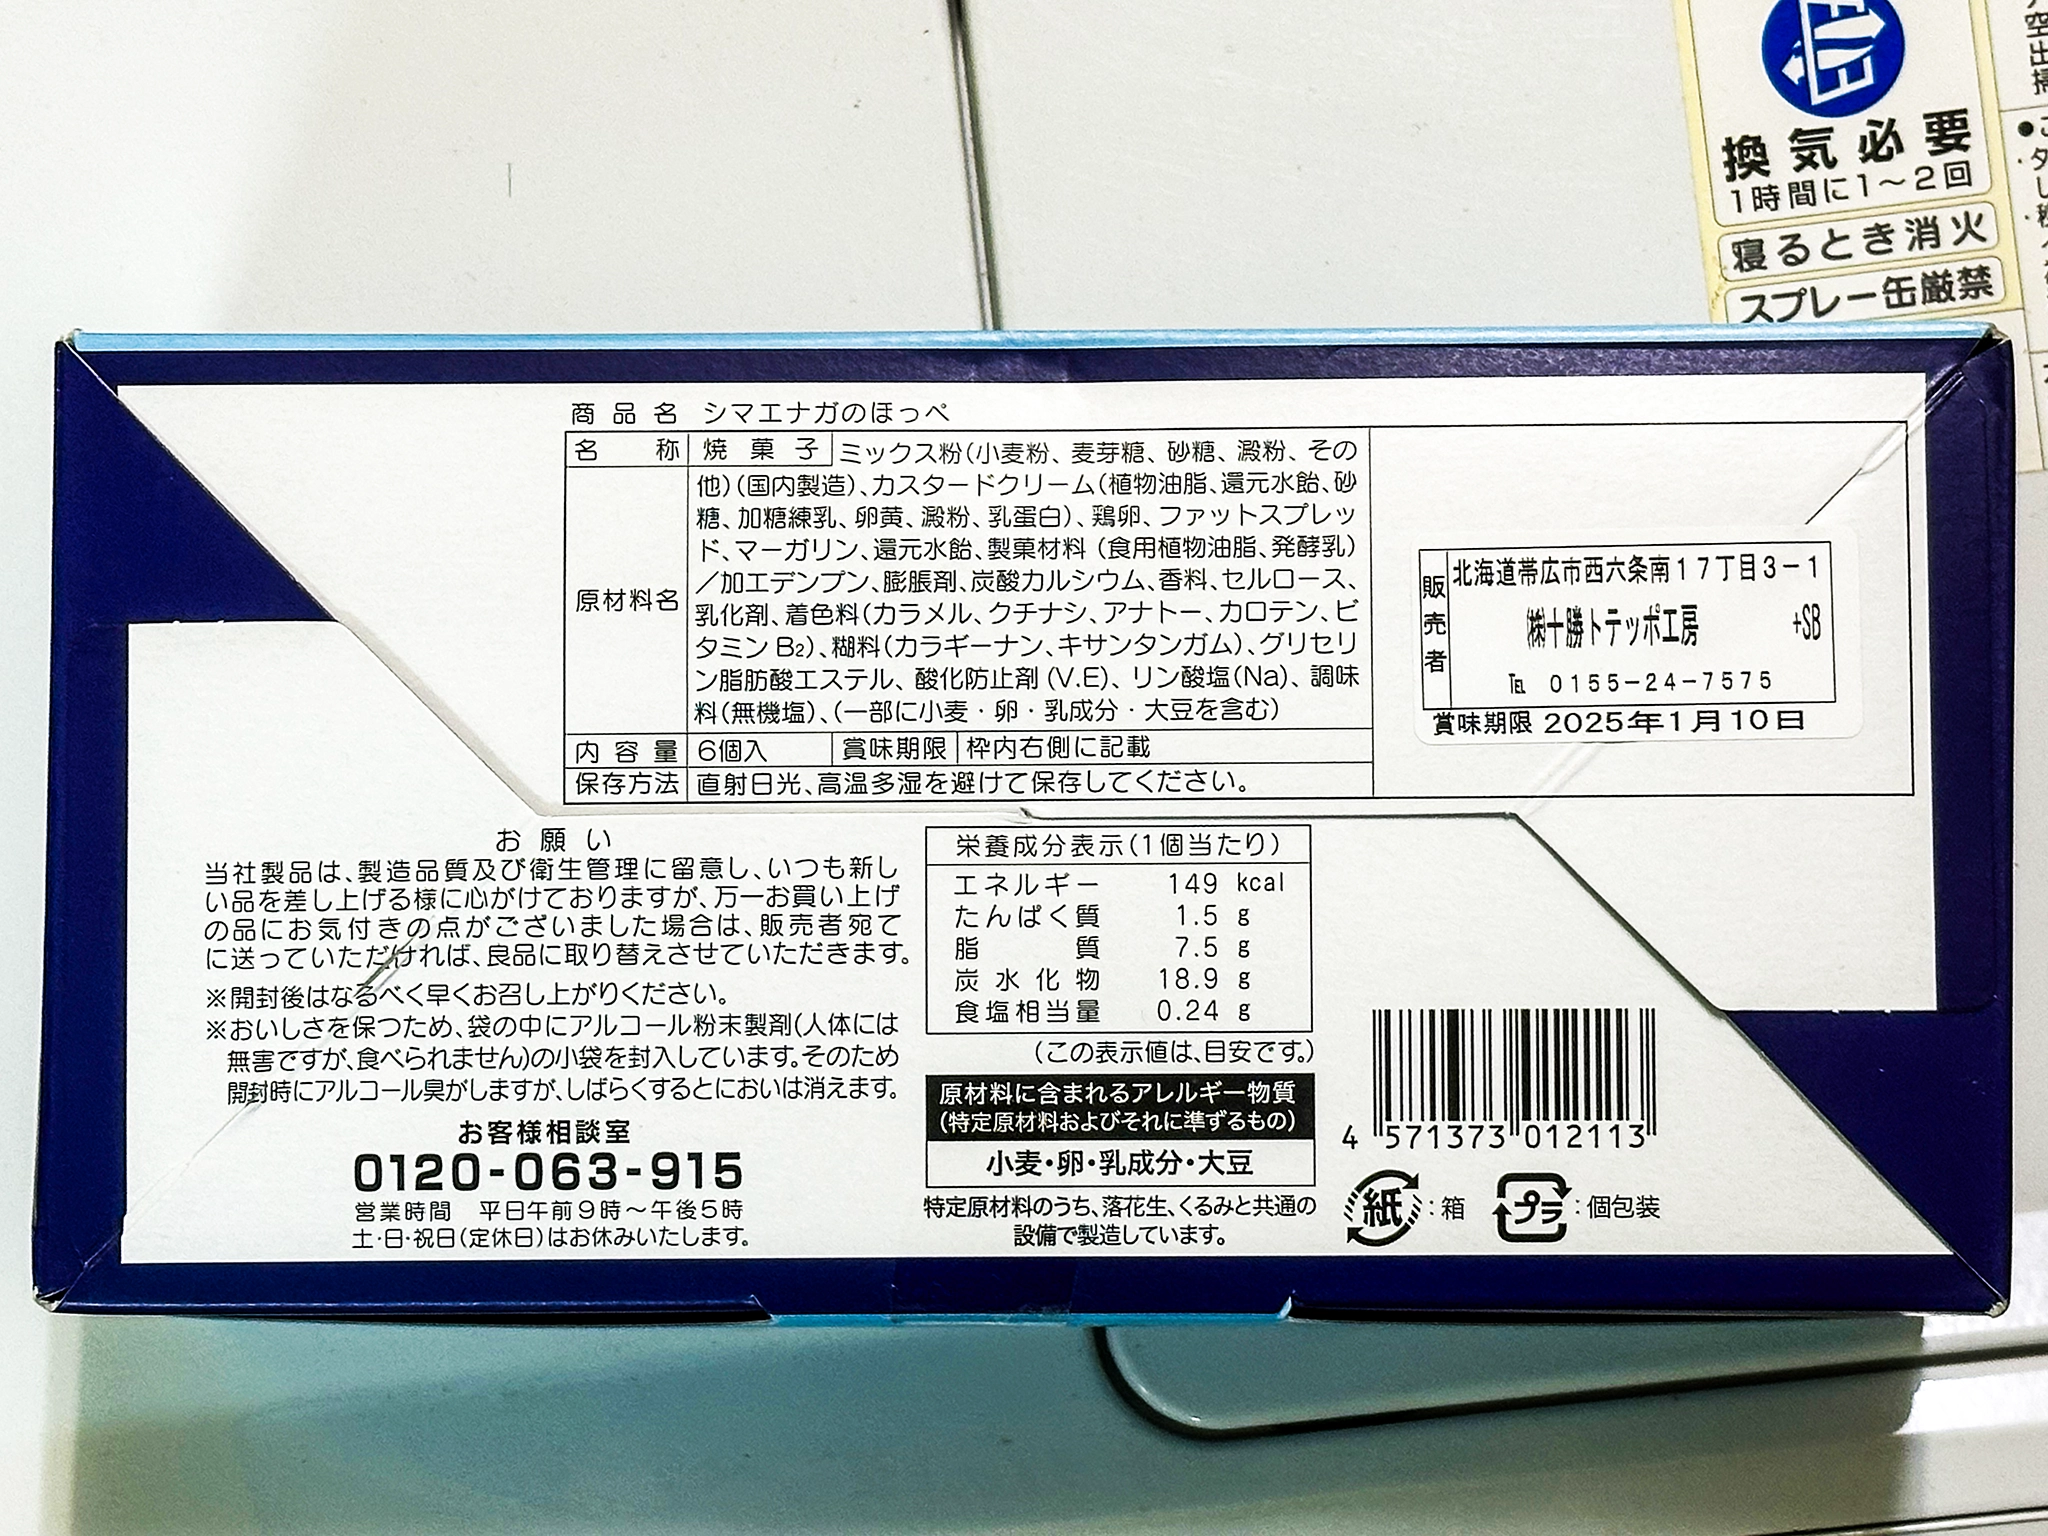 換気必要
1時間に1〜2回
寝るとき消火
スプレー缶厳禁
商品名 シマエナガのほっぺ
名称 焼菓子 ミックス粉(小麦粉、麦芽糖、砂糖、澱粉、その
他)(国内製造)、カスタードクリーム(植物油脂、還元水飴、砂
糖、加糖練乳、卵黄、澱粉、乳蛋白)、鶏卵、ファットスプレッ
ド、マーガリン、還元水飴、製菓材料(食用植物油脂、発酵乳)
/加工デンプン、膨脹剤、炭酸カルシウム、香料、セルロース、
原材料名
乳化剤、着色料(カラメル、クチナシ、アナトー、カロテン、ビ
タミンB₂)、糊料(カラギーナン、キサンタンガム)、グリセリ
ン脂肪酸エステル、酸化防止剤(V.E)、リン酸塩(Na)、調味
料(無機塩)、(一部に小麦・卵・乳成分・大豆を含む)
内容量 6個入 賞味期限 枠内右側に記載
保存方法 直射日光、高温多湿を避けて保存してください。
販売者
北海道帯広市西六条南17丁目3-1
㈱十勝トテッポ工房 +SB
℡ 0155-24-7575
賞味期限 2025年1月10日
お願い
当社製品は、製造品質及び衛生管理に留意し、いつも新し
い品を差し上げる様に心がけておりますが、万一お買い上げ
の品にお気付きの点がございました場合は、販売者宛て
に送っていただければ、良品に取り替えさせていただきます。
※開封後はなるべく早くお召し上がりください。
※おいしさを保つため、袋の中にアルコール粉末製剤(人体には
無害ですが、食べられません)の小袋を封入しています。そのため
開封時にアルコール臭がしますが、しばらくするとにおいは消えます。
お客様相談室
0120-063-915
営業時間 平日午前9時〜午後5時
土・日・祝日(定休日)はお休みいたします。
栄養成分表示(1個当たり)
エネルギー 149 kcal
たんぱく質 1.5 g
脂質 7.5 g
炭水化物 18.9 g
食塩相当量 0.24 g
(この表示値は、目安です。)
原材料に含まれるアレルギー物質
(特定原材料およびそれに準ずるもの)
小麦・卵・乳成分・大豆
特定原材料のうち、落花生、くるみと共通の
設備で製造しています。
4 571373 012113
紙:箱 プラ:個包装